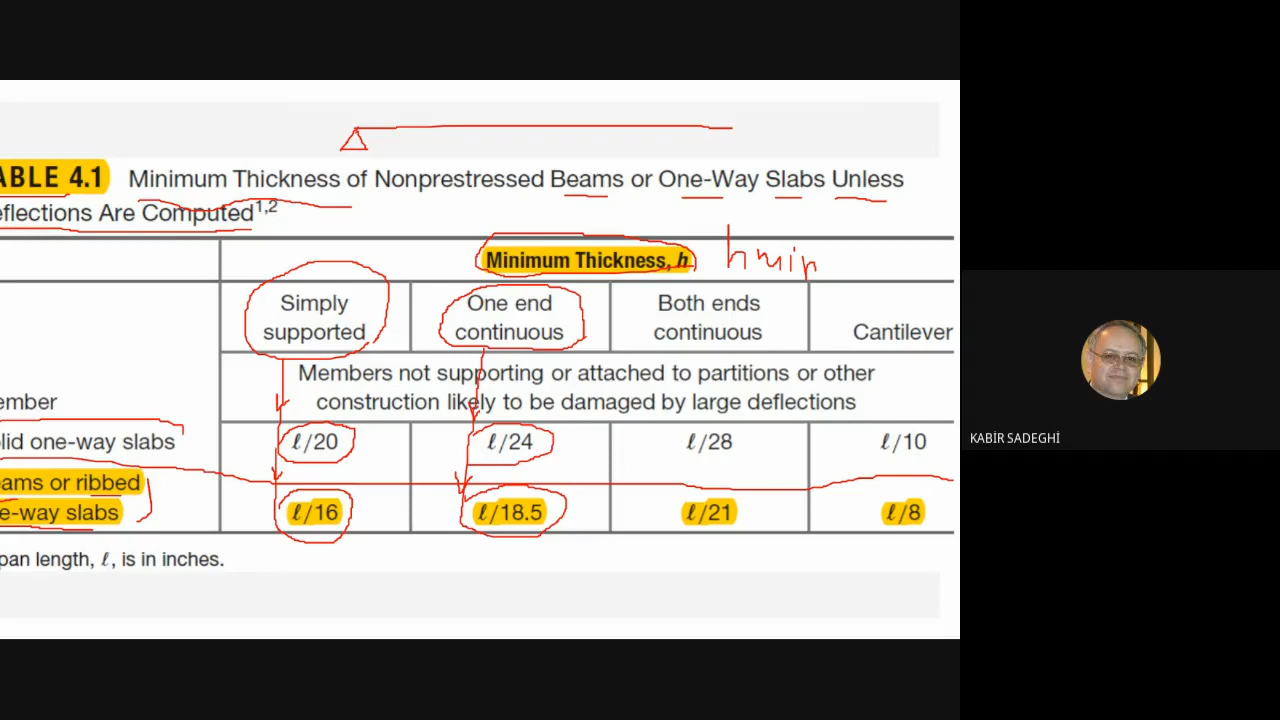 ABLE 4.1 Minimum Thickness of Nonprestressed Beams or One-Way Slabs Unless
eflections Are Computed1,2
Minimum Thickness, h h min
Simply supported One end continuous Both ends continuous Cantilever
ember Members not supporting or attached to partitions or other
construction likely to be damaged by large deflections
olid one-way slabs ℓ/20 ℓ/24 ℓ/28 ℓ/10
eams or ribbed
e-way slabs ℓ/16 ℓ/18.5 ℓ/21 ℓ/8
pan length, ℓ, is in inches.
KABİR SADEGHİ